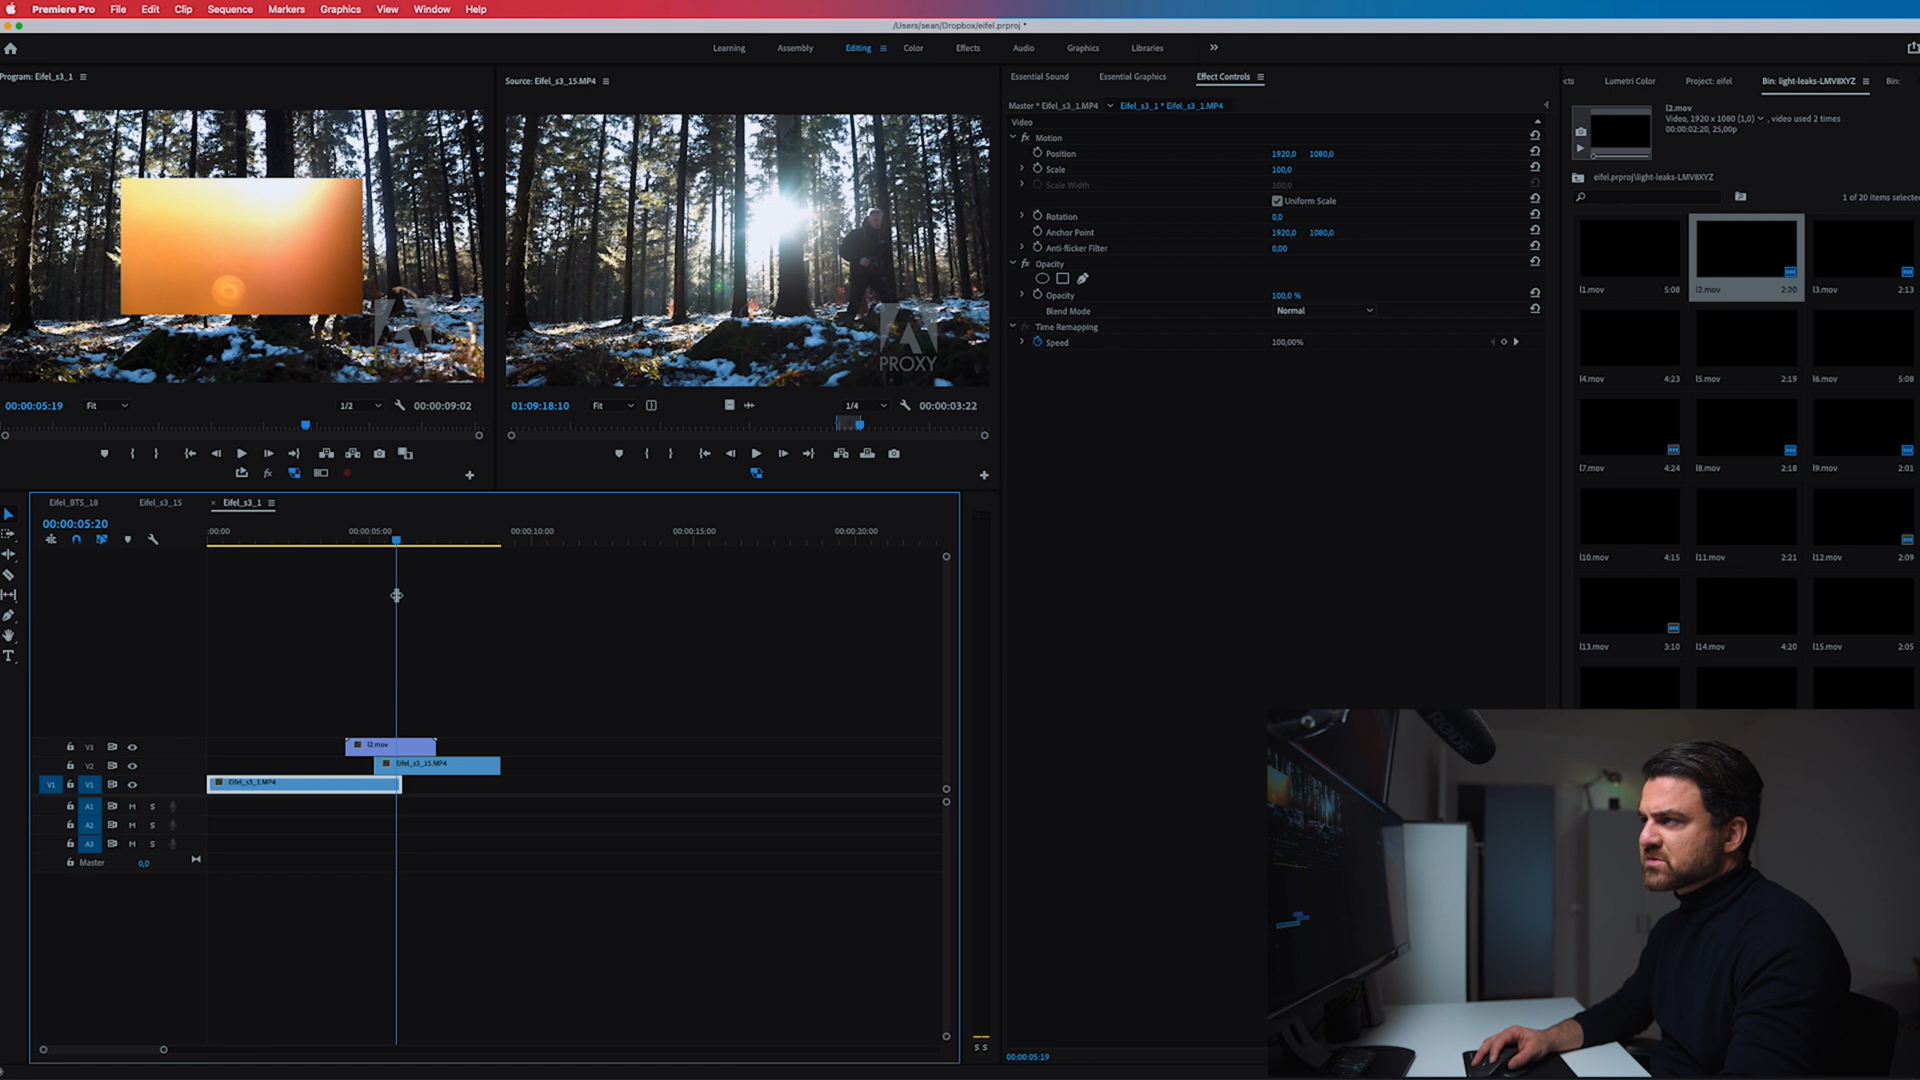 Premiere Pro File Edit Clip Sequence Markers Graphics View Window Help
/Users/sean/Dropbox/eifel.prproj *
Learning Assembly Editing Color Effects Audio Graphics Libraries
Program: Eifel_s3_1
Source: Eifel_s3_15.MP4
PROXY
00:00:05:19 Fit 1/2 00:00:09:02
01:09:18:10 Fit 1/4 00:00:03:22
Essential Sound Essential Graphics Effect Controls
Master * Eifel_s3_1.MP4 Eifel_s3_1 * Eifel_s3_1.MP4
Video
fx Motion
Position 1920,0 1080,0
Scale 100,0
Scale Width 100,0
Uniform Scale
Rotation 0,0
Anchor Point 1920,0 1080,0
Anti-flicker Filter 0,00
fx Opacity
Opacity 100,0 %
Blend Mode Normal
Time Remapping
Speed 100,00%
00:00:05:19
cts Lumetri Color Project: eifel Bin: light-leaks-LMV8XYZ Bin:
l2.mov
Video, 1920 x 1080 (1,0) , video used 2 times
00:00:02:20, 25,00p
eifel.prproj\light-leaks-LMV8XYZ
1 of 20 items selected
l1.mov 5:08 l2.mov 2:20 l3.mov 2:13
l4.mov 4:23 l5.mov 2:19 l6.mov 5:08
l7.mov 4:24 l8.mov 2:18 l9.mov 2:01
l10.mov 4:15 l11.mov 2:21 l12.mov 2:09
l13.mov 3:10 l14.mov 4:20 l15.mov 2:05
Eifel_BTS_18 Eifel_s3_15 Eifel_s3_1
00:00:05:20
:00:00 00:00:05:00 00:00:10:00 00:00:15:00 00:00:20:00
V3 l2.mov
V2 Eifel_s3_15.MP4
V1 V1 Eifel_s3_1.MP4
A1 M S
A2 M S
A3 M S
Master 0,0
S S
RODE